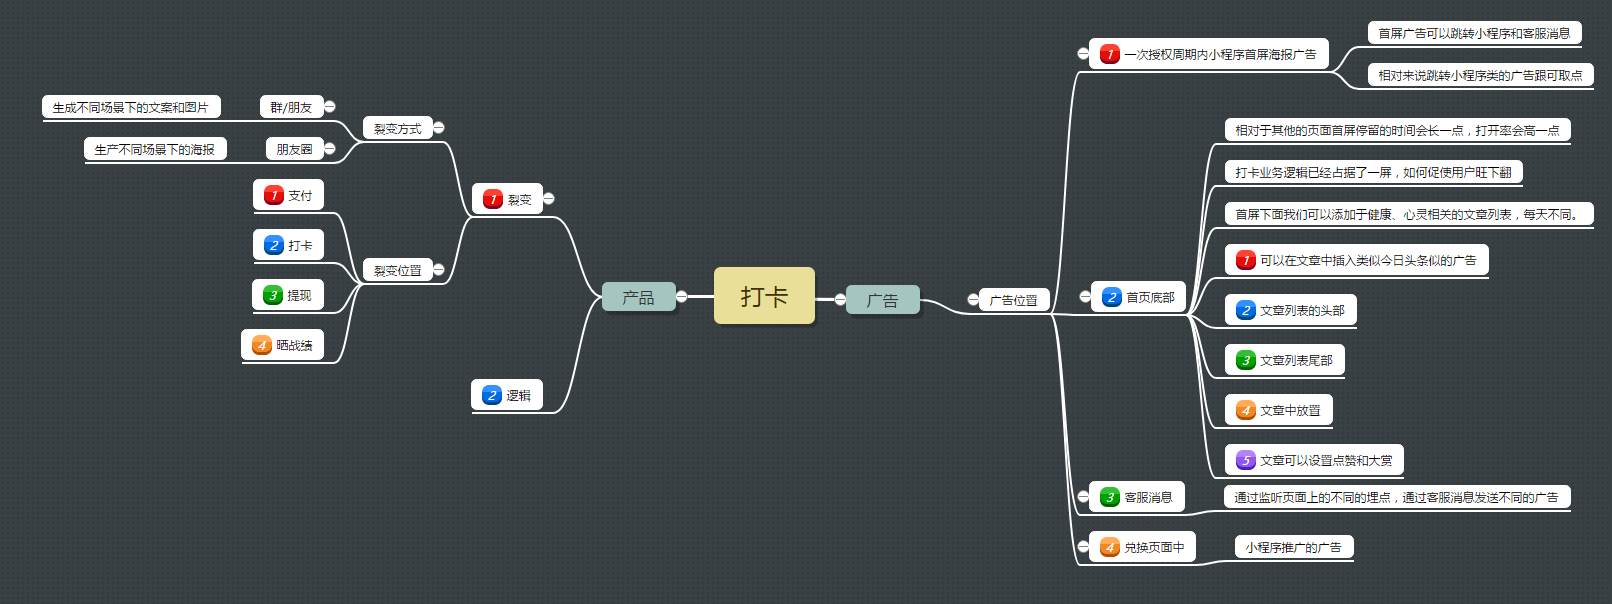 打卡
产品
1 裂变
裂变方式
群/朋友
生成不同场景下的文案和图片
朋友圈
生产不同场景下的海报
裂变位置
1 支付
2 打卡
3 提现
4 晒战绩
2 逻辑
广告
广告位置
1 一次授权周期内小程序首屏海报广告
首屏广告可以跳转小程序和客服消息
相对来说跳转小程序类的广告跟可取点
2 首页底部
相对于其他的页面首屏停留的时间会长一点，打开率会高一点
打卡业务逻辑已经占据了一屏，如何促使用户旺下翻
首屏下面我们可以添加于健康、心灵相关的文章列表，每天不同。
1 可以在文章中插入类似今日头条似的广告
2 文章列表的头部
3 文章列表尾部
4 文章中放置
5 文章可以设置点赞和大赏
3 客服消息
通过监听页面上的不同的埋点，通过客服消息发送不同的广告
4 兑换页面中
小程序推广的广告